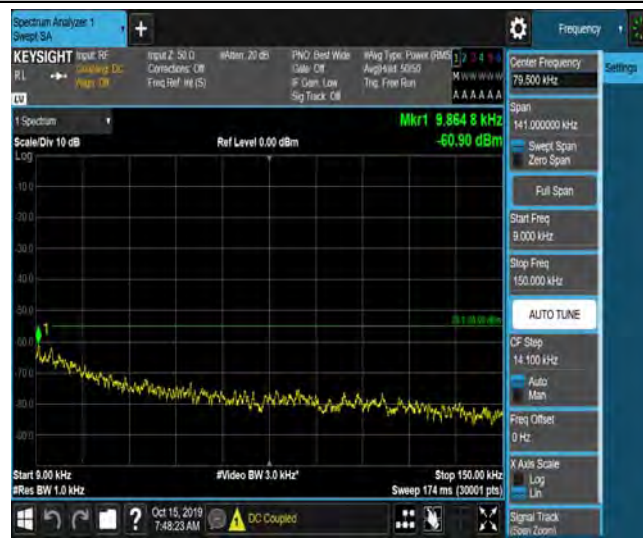 Spectrum Analyzer 1
Swept SA
+
Frequency
KEYSIGHT
RL
LV
Input: RF
Coupling: DC
Align: Off
Input Z: 50 Ω
Corrections: Off
Freq Ref: Int (S)
#Atten: 20 dB
PNO: Best Wide
Gate: Off
IF Gain: Low
Sig Track: Off
#Avg Type: Power (RMS
Avg|Hold: 50/50
Trig: Free Run
1 2 3 4 5 6
M W W W W W
A A A A A A
1 Spectrum
Scale/Div 10 dB
Log
Ref Level 0.00 dBm
Mkr1 9.864 8 kHz
-60.90 dBm
-10.0
-20.0
-30.0
-40.0
-50.0
-60.0
-70.0
-80.0
-90.0
1
Start 9.00 kHz
#Res BW 1.0 kHz
#Video BW 3.0 kHz*
Stop 150.00 kHz
Sweep 174 ms (30001 pts)
Center Frequency
79.500 kHz
Settings
Span
141.000000 kHz
Swept Span
Zero Span
Full Span
Start Freq
9.000 kHz
Stop Freq
150.000 kHz
AUTO TUNE
CF Step
14.100 kHz
Auto
Man
Freq Offset
0 Hz
X Axis Scale
Log
Lin
Signal Track
(Span Zoom)
?
Oct 15, 2019
7:48:23 AM
DC Coupled